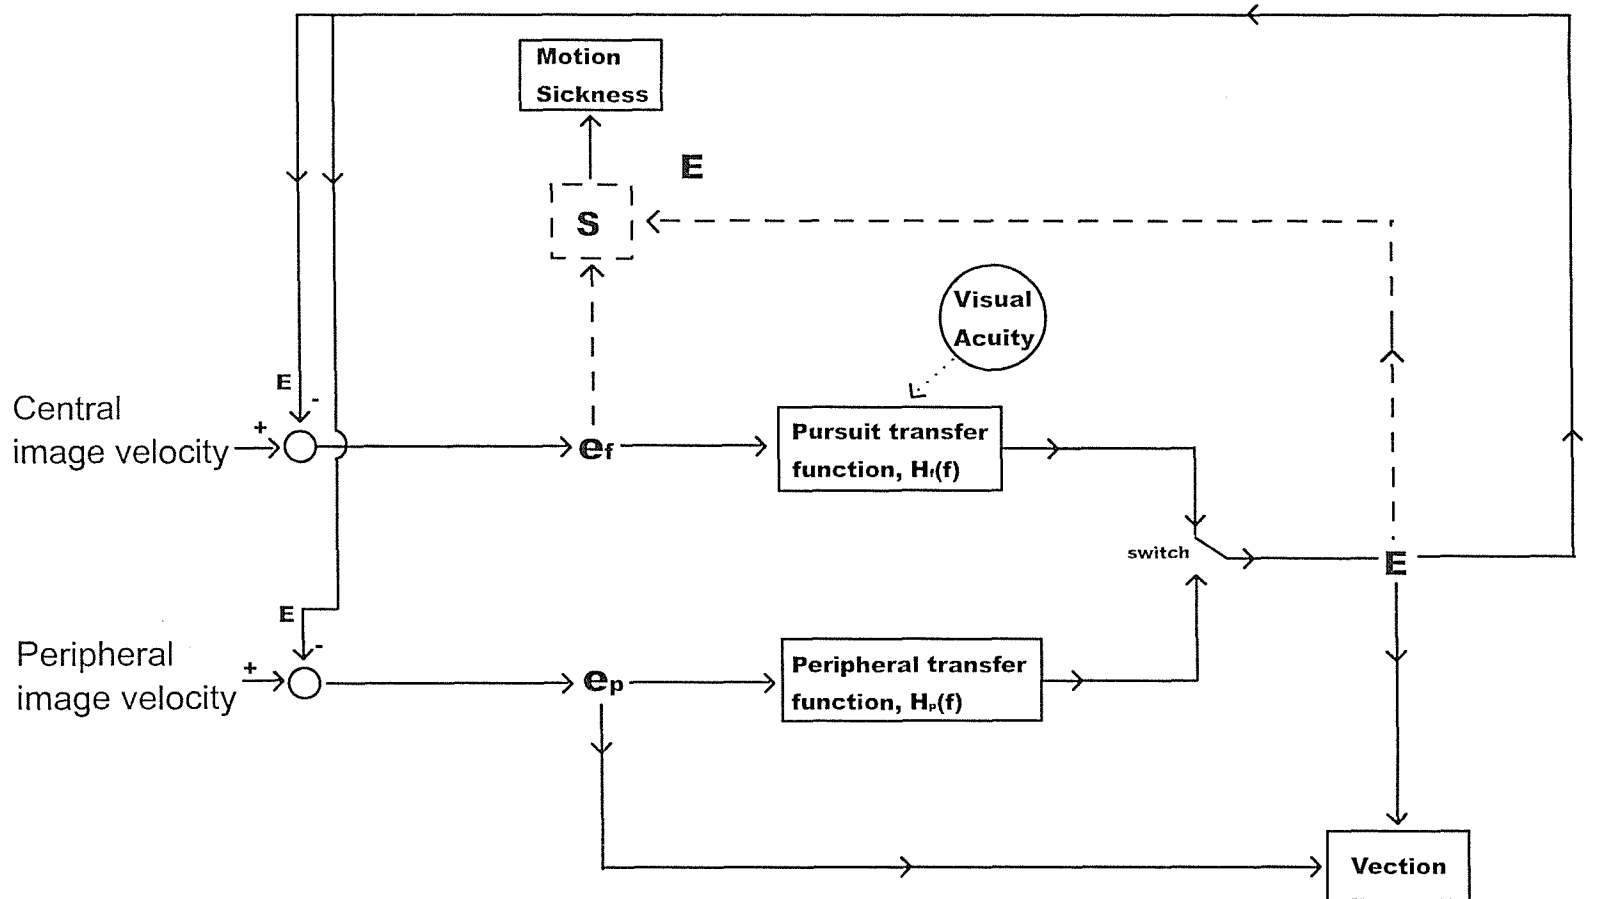 Motion
Sickness
E
S
Visual
Acuity
E
-
Central
image velocity
+
ef
Pursuit transfer
function, Hf(f)
switch
E
E
-
Peripheral
image velocity
+
ep
Peripheral transfer
function, Hp(f)
Vection